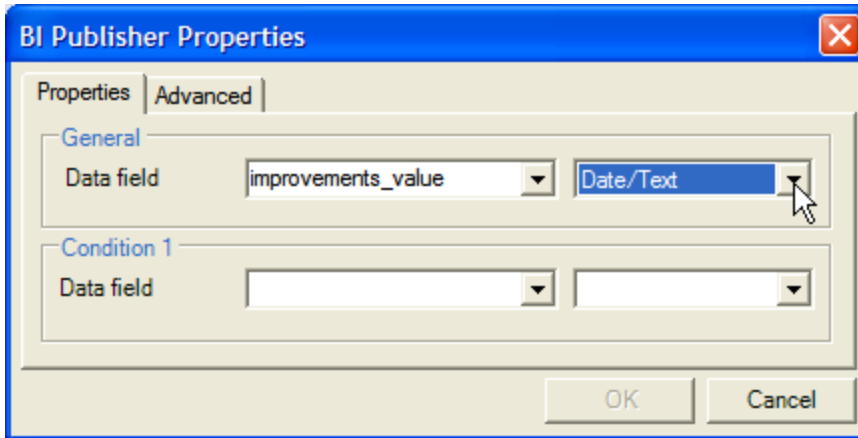 BI Publisher Properties
Properties Advanced
General
Data field improvements_value Date/Text
Condition 1
Data field
OK Cancel